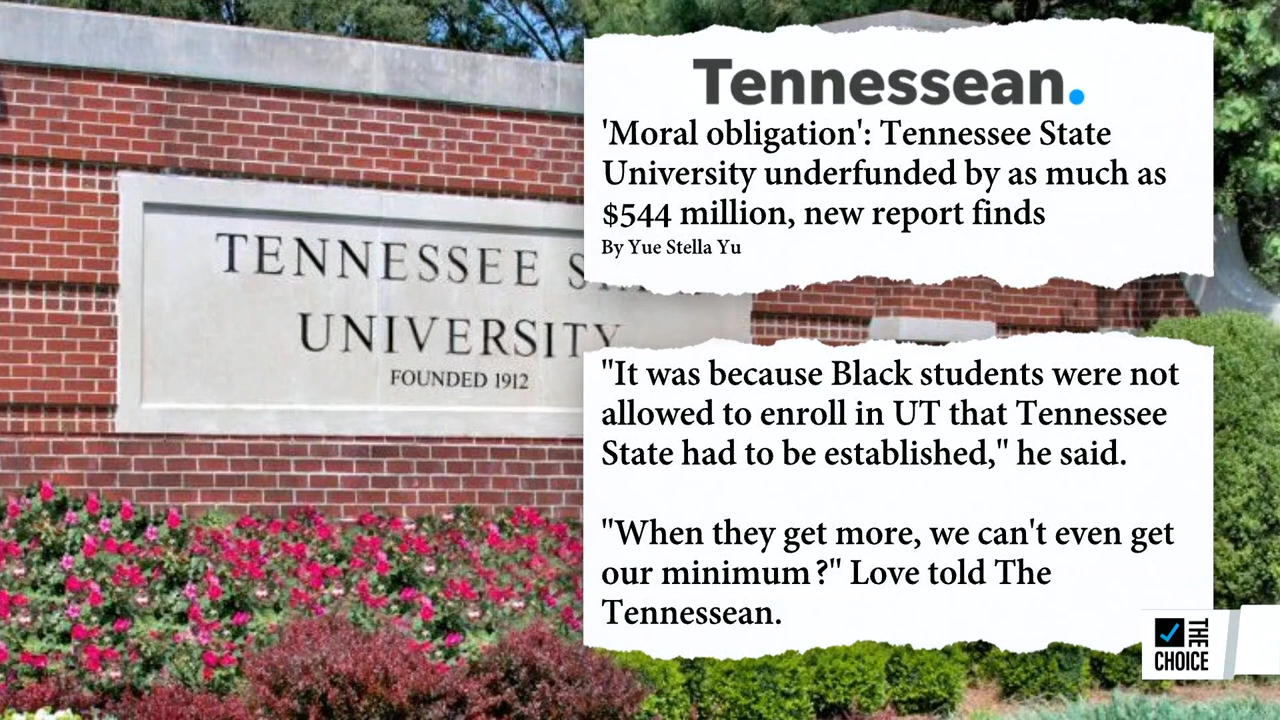 TENNESSEE
UNIVERSITY
FOUNDED 1912
Tennessean.
'Moral obligation': Tennessee State
University underfunded by as much as
$544 million, new report finds
By Yue Stella Yu
"It was because Black students were not
allowed to enroll in UT that Tennessee
State had to be established," he said.
"When they get more, we can't even get
our minimum?" Love told The
Tennessean.
THE
CHOICE